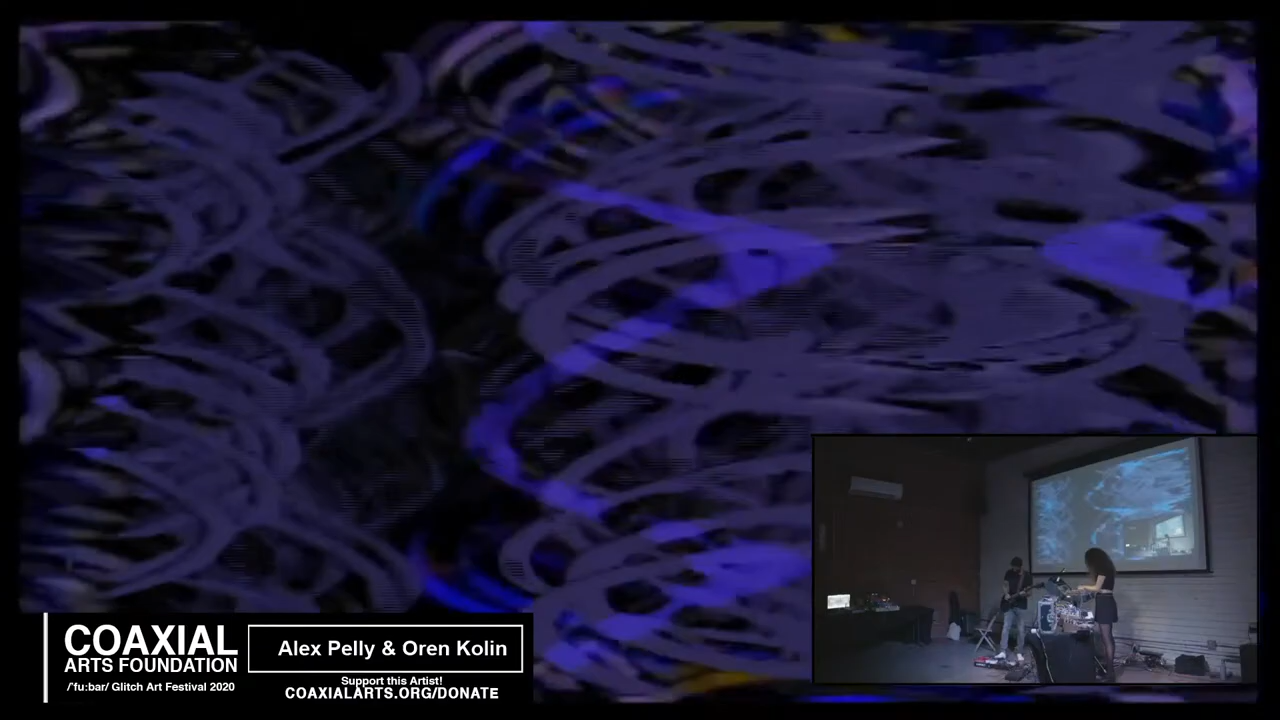 COAXIAL
ARTS FOUNDATION
/'fu:bar/ Glitch Art Festival 2020
Alex Pelly & Oren Kolin
Support this Artist!
COAXIALARTS.ORG/DONATE